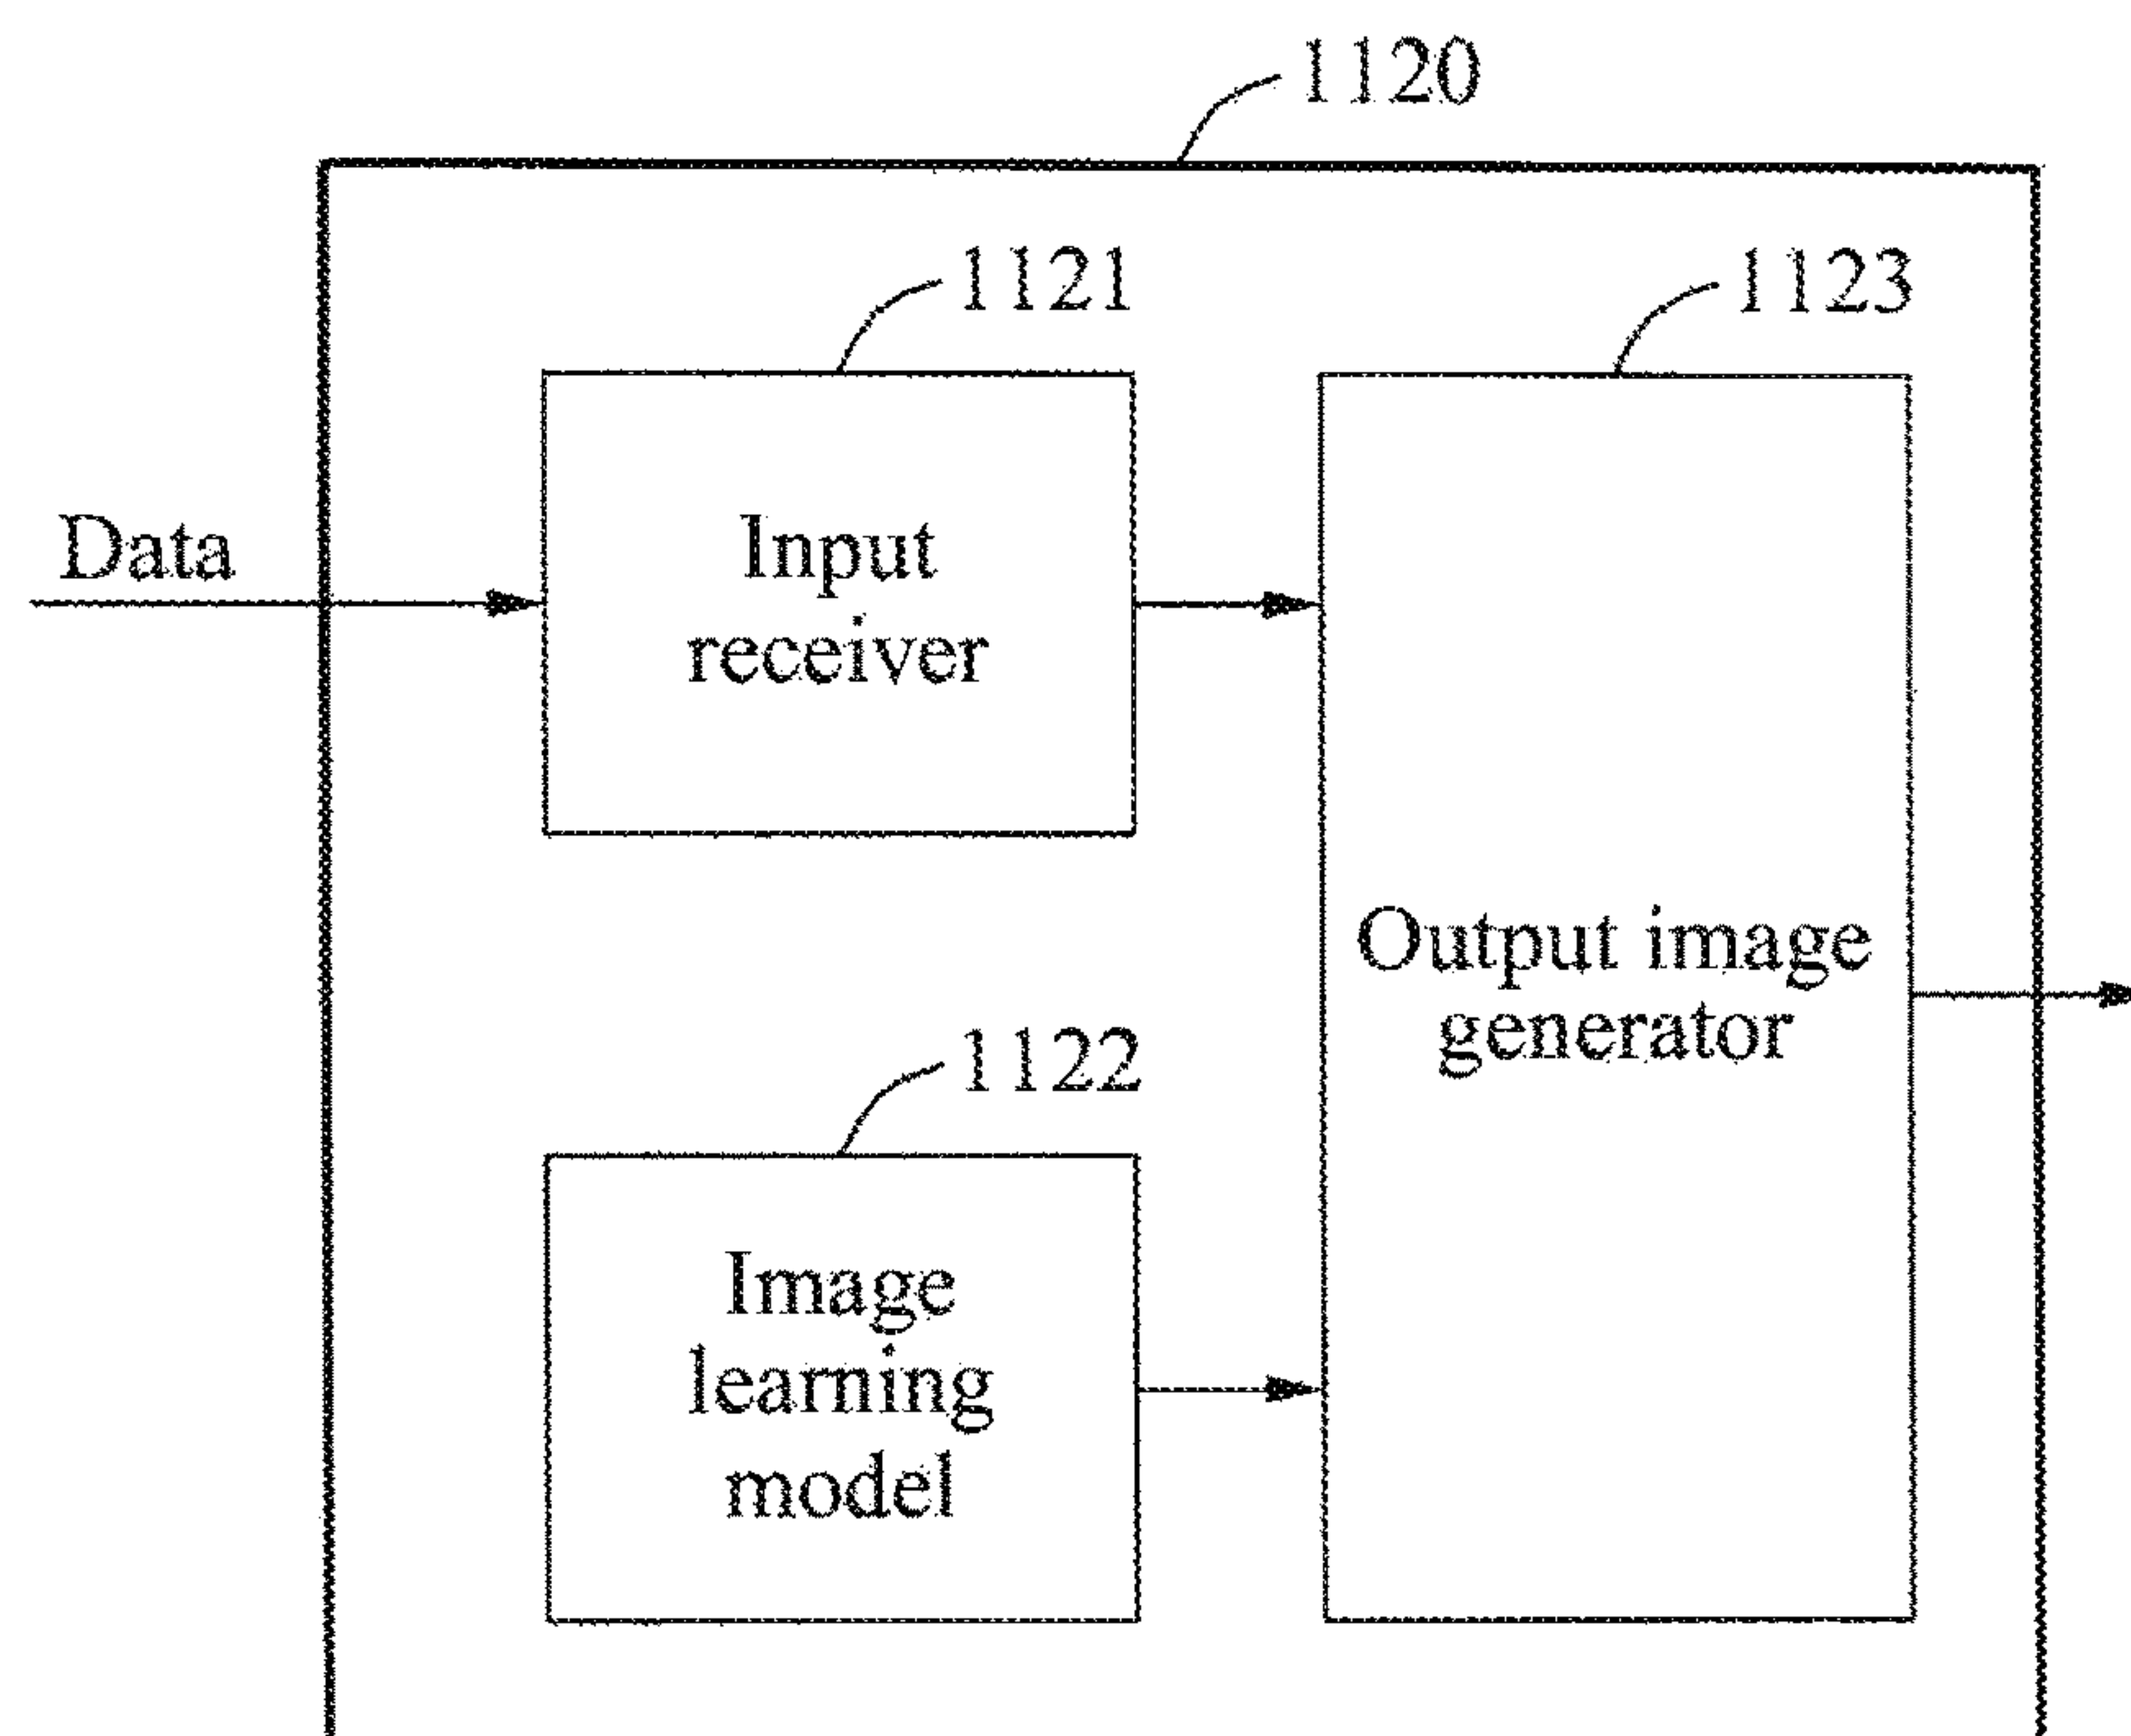 1120
1121
1123
Data
Input
receiver
Output image
generator
1122
Image
learning
model